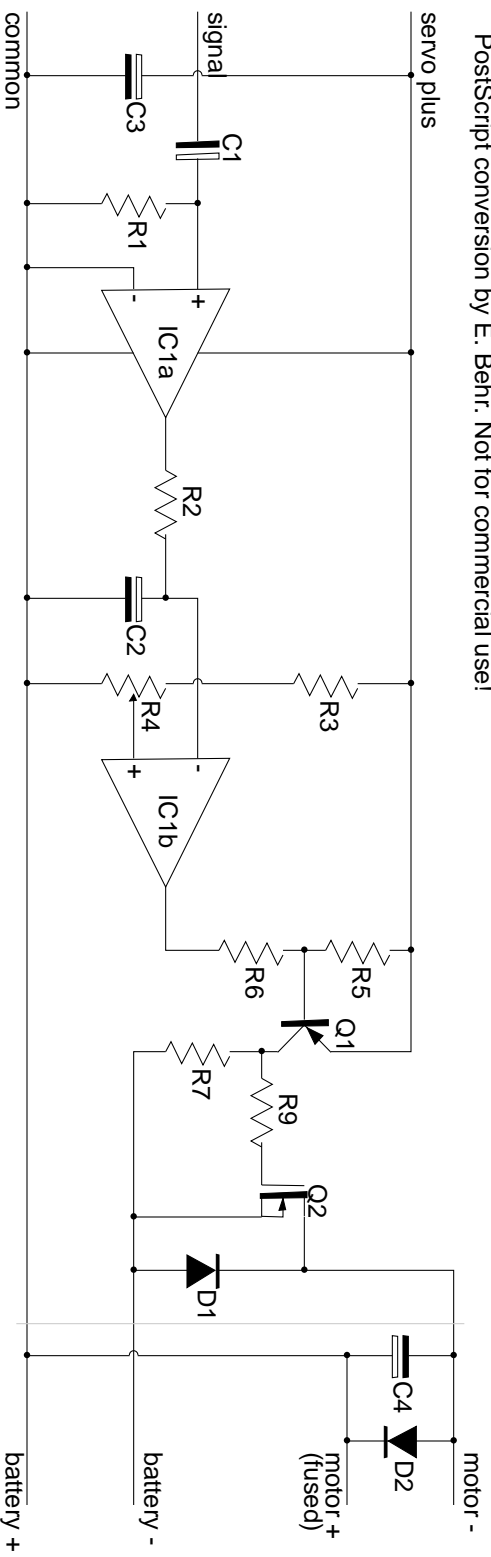 PostScript conversion by E. Behr. Not for commercial use!
servo plus
signal
common
C3
C1
R1
+
-
IC1a
R2
C2
R3
R4
-
+
IC1b
R5
R6
Q1
R7
R9
Q2
D1
C4
D2
motor -
motor +
(fused)
battery -
battery +